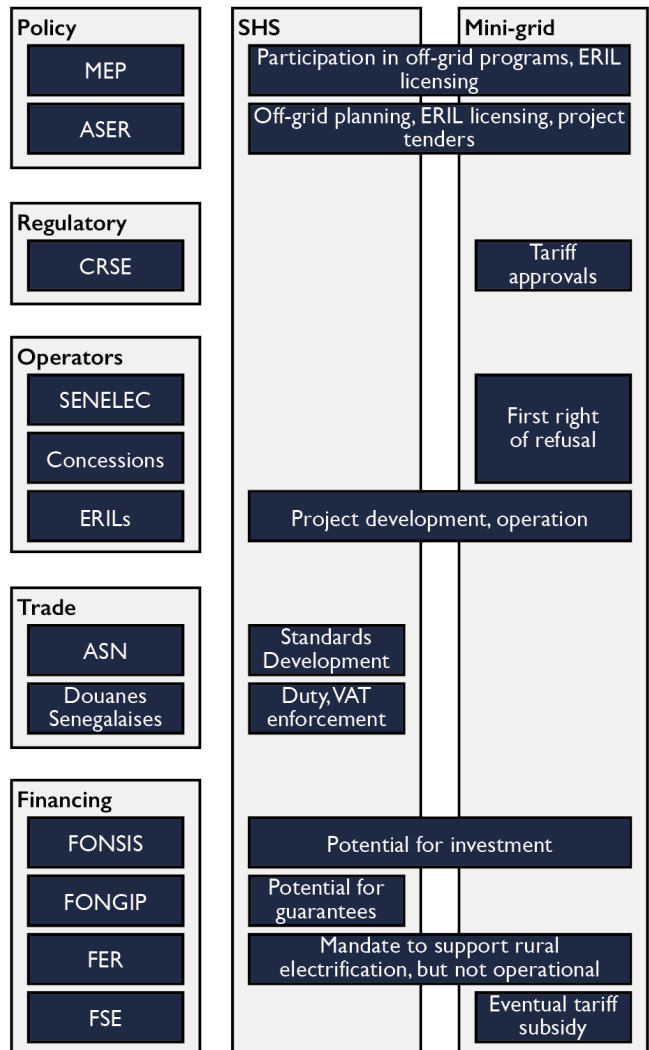 Policy
SHS
Mini-grid
MEP
Participation in off-grid programs, ERIL
licensing
ASER
Off-grid planning, ERIL licensing, project
tenders
Regulatory
CRSE
Tariff
approvals
Operators
SENELEC
Concessions
First right
of refusal
ERILs
Project development, operation
Trade
ASN
Standards
Development
Douanes
Senegalaises
Duty, VAT
enforcement
Financing
FONSIS
Potential for investment
FONGIP
Potential for
guarantees
FER
Mandate to support rural
electrification, but not operational
FSE
Eventual tariff
subsidy